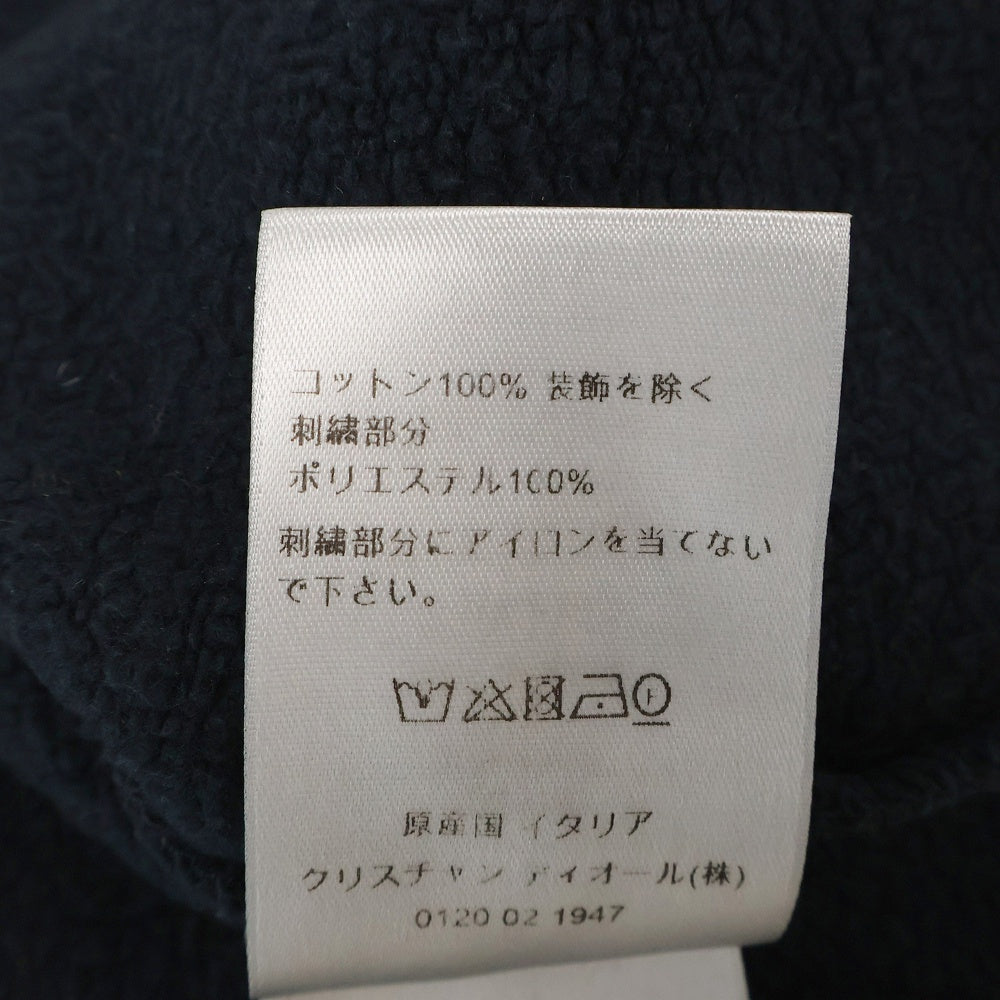 コットン100% 装飾を除く
刺繍部分
ポリエステル100%
刺繍部分にアイロンを当てない
で下さい。
F
原産国 イタリア
クリスチャン ディオール(株)
0120 02 1947